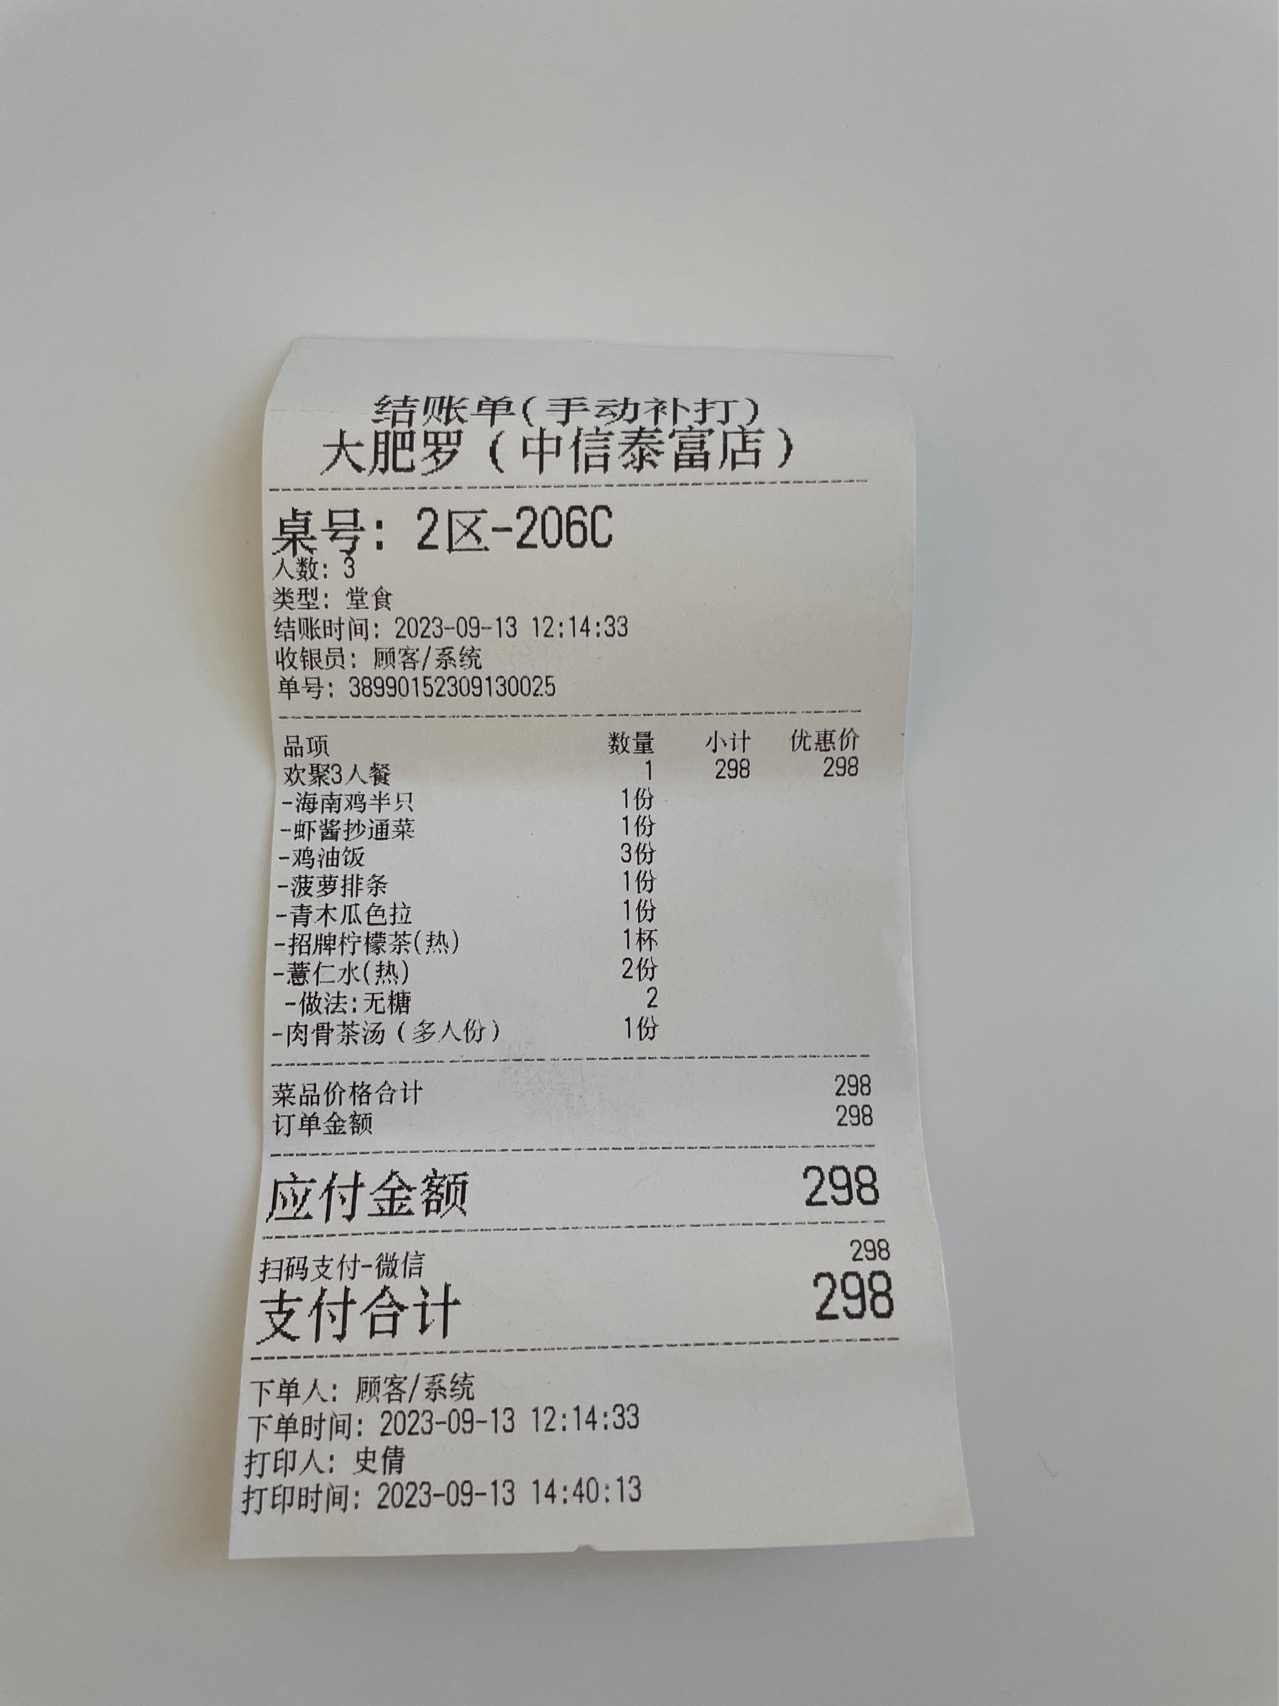 结账单(手动补打)
大肥罗(中信泰富店)
桌号: 2区-206C
人数: 3
类型: 堂食
结账时间: 2023-09-13 12:14:33
收银员: 顾客/系统
单号: 38990152309130025
品项 数量 小计 优惠价
欢聚3人餐 1 298 298
-海南鸡半只 1份
-虾酱抄通菜 1份
-鸡油饭 3份
-菠萝排条 1份
-青木瓜色拉 1份
-招牌柠檬茶(热) 1杯
-薏仁水(热) 2份
-做法:无糖 2
-肉骨茶汤(多人份) 1份
菜品价格合计 298
订单金额 298
应付金额 298
扫码支付-微信 298
支付合计 298
下单人: 顾客/系统
下单时间: 2023-09-13 12:14:33
打印人: 史倩
打印时间: 2023-09-13 14:40:13